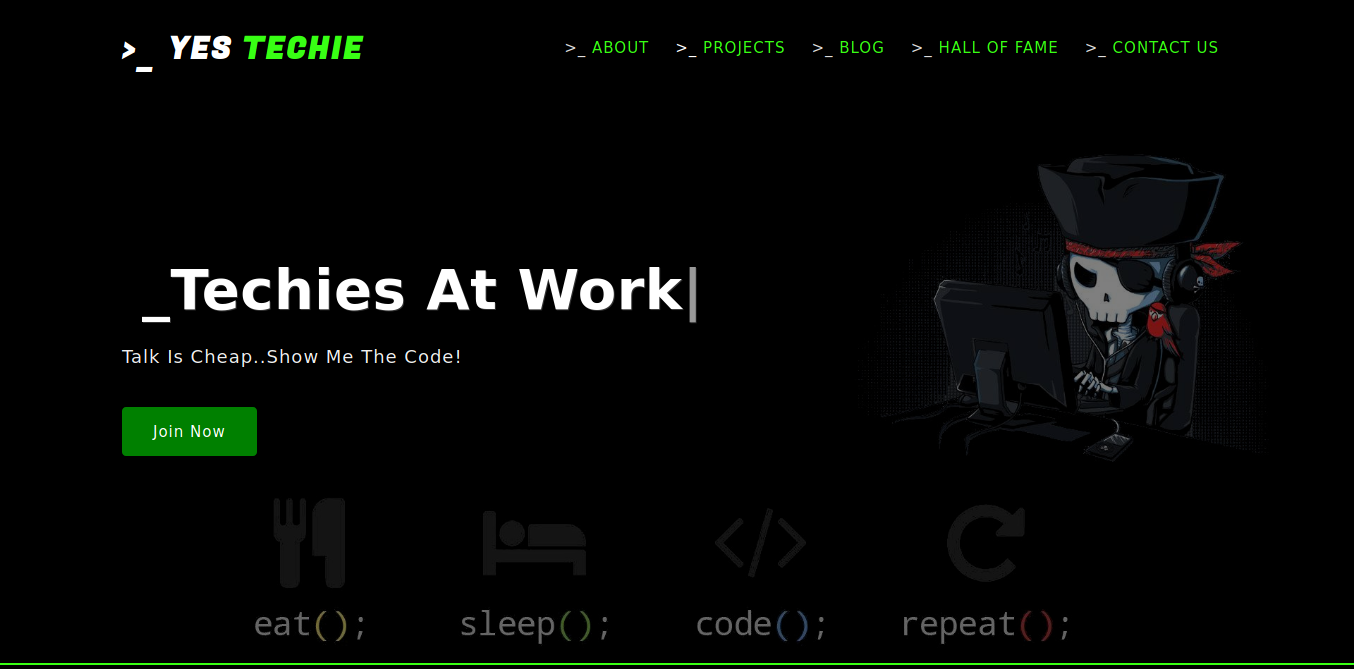 >_ YES TECHIE
>_ ABOUT >_ PROJECTS >_ BLOG >_ HALL OF FAME >_ CONTACT US
_Techies At Work|
Talk Is Cheap..Show Me The Code!
Join Now
</>
eat(); sleep(); code(); repeat();